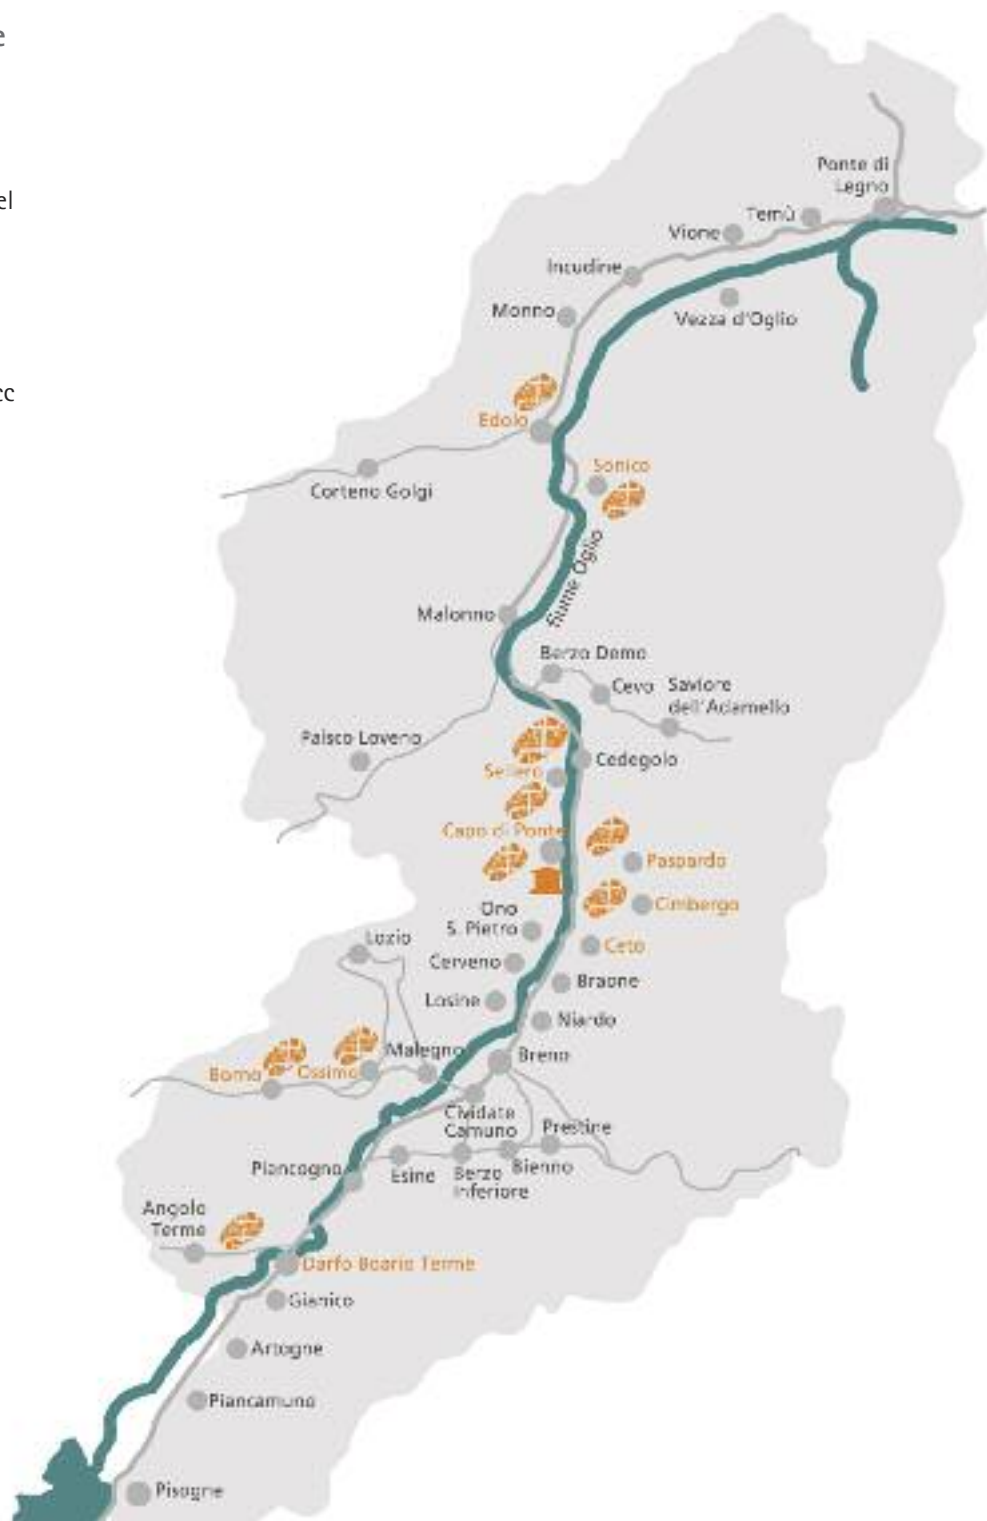 e
el
cc
Ponte di
Legno
Temù
Vione
Incudine
Monno
Vezza d'Oglio
Edolo
Sonico
Corteno Golgi
fiume Oglio
Malonno
Berzo Demo
Cevo
Saviore
dell'Adamello
Paisco Loveno
Cedegolo
Sellero
Capo di Ponte
Paspardo
Cimbergo
Ono
S. Pietro
Ceto
Lozio
Cerveno
Braone
Losine
Niardo
Malegno
Breno
Borno
Ossimo
Cividate
Camuno
Prestine
Piancogno
Esine
Berzo
Inferiore
Bienno
Angolo
Terme
Darfo Boario Terme
Gianico
Artogne
Piancamuno
Pisogne